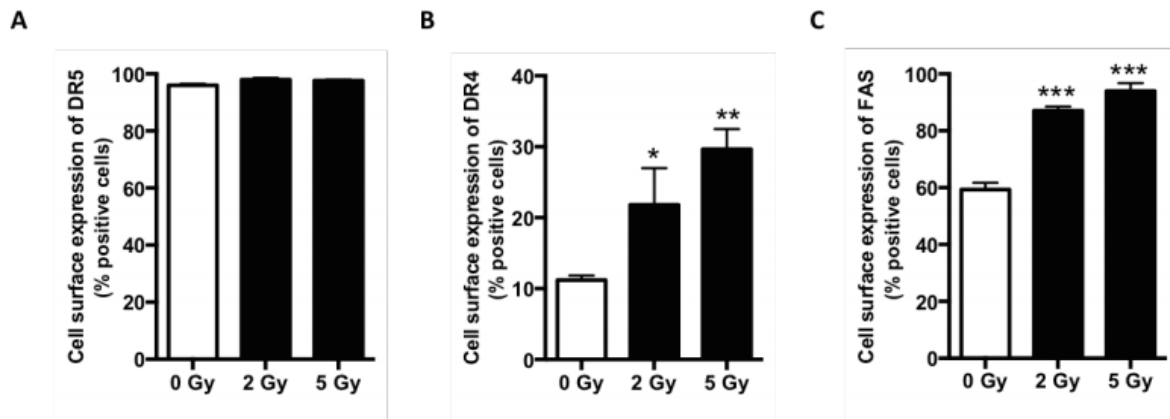 A
Cell surface expression of DR5
(% positive cells)
100
80
60
40
20
0
0 Gy
2 Gy
5 Gy
B
Cell surface expression of DR4
(% positive cells)
40
30
20
10
0
*
**
0 Gy
2 Gy
5 Gy
C
Cell surface expression of FAS
(% positive cells)
100
80
60
40
20
0
***
***
0 Gy
2 Gy
5 Gy